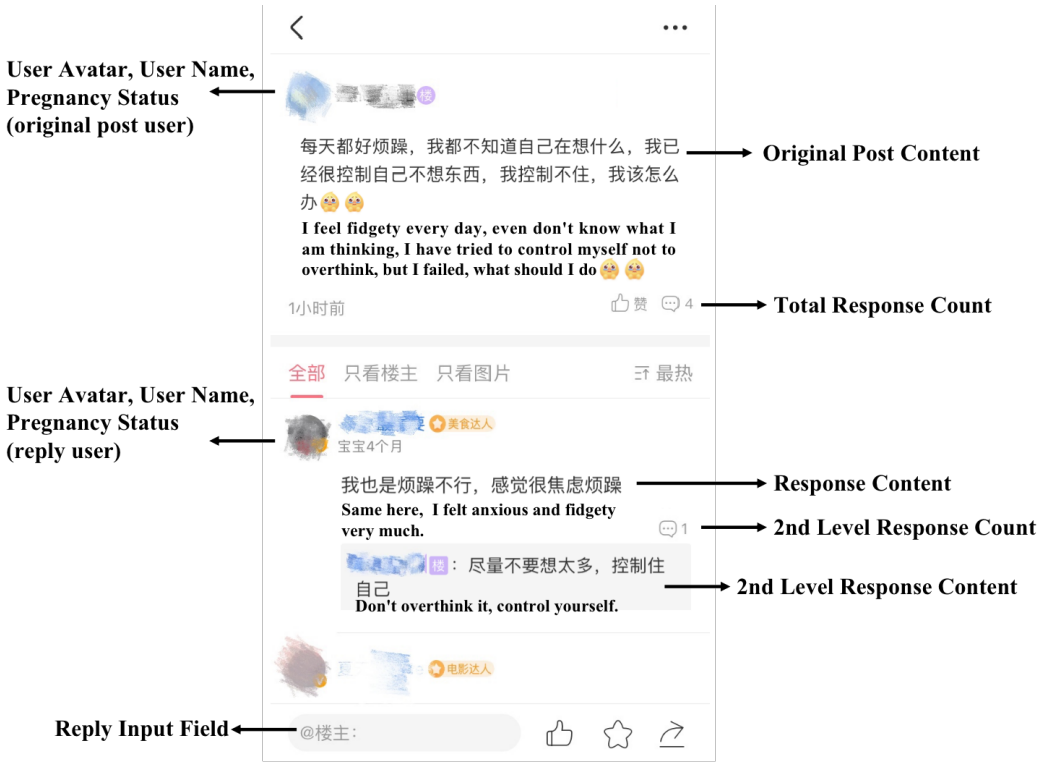 User Avatar, User Name,
Pregnancy Status
(original post user)
楼
每天都好烦躁，我都不知道自己在想什么，我已
经很控制自己不想东西，我控制不住，我该怎么
办
Original Post Content
I feel fidgety every day, even don't know what I
am thinking, I have tried to control myself not to
overthink, but I failed, what should I do
1小时前
赞
4
Total Response Count
全部 只看楼主 只看图片
最热
User Avatar, User Name,
Pregnancy Status
(reply user)
美食达人
宝宝4个月
我也是烦躁不行，感觉很焦虑烦躁
Response Content
Same here, I felt anxious and fidgety
very much.
1
2nd Level Response Count
楼：尽量不要想太多，控制住
自己
2nd Level Response Content
Don't overthink it, control yourself.
电影达人
Reply Input Field
@楼主：